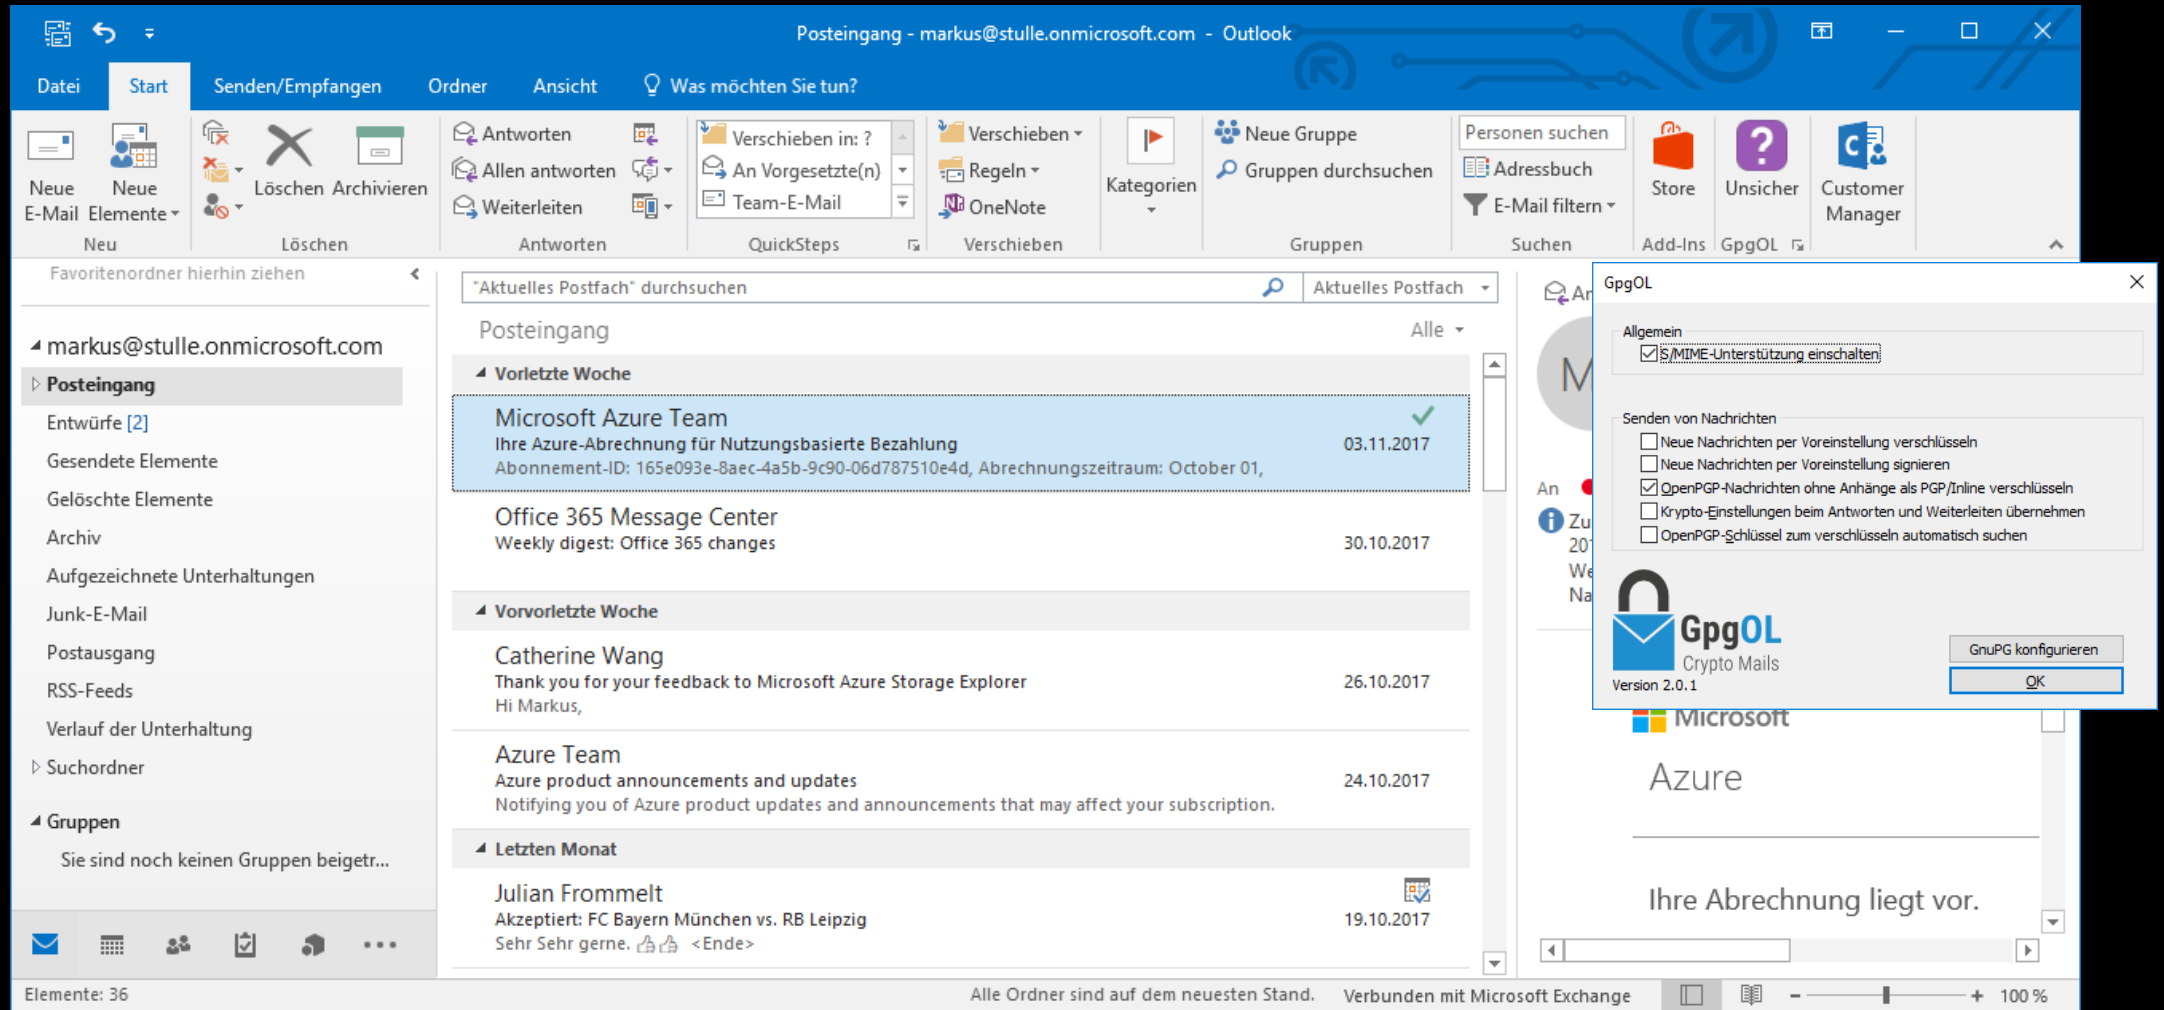 Posteingang - markus@stulle.onmicrosoft.com - Outlook
Datei Start Senden/Empfangen Ordner Ansicht Was möchten Sie tun?
Neue E-Mail
Neue Elemente
Neu
Löschen
Archivieren
Löschen
Antworten
Allen antworten
Weiterleiten
Antworten
Verschieben in: ?
An Vorgesetzte(n)
Team-E-Mail
QuickSteps
Verschieben
Regeln
OneNote
Verschieben
Kategorien
Neue Gruppe
Gruppen durchsuchen
Gruppen
Personen suchen
Adressbuch
E-Mail filtern
Suchen
Store
Add-Ins
Unsicher
GpgOL
Customer Manager
Favoritenordner hierhin ziehen
markus@stulle.onmicrosoft.com
Posteingang
Entwürfe [2]
Gesendete Elemente
Gelöschte Elemente
Archiv
Aufgezeichnete Unterhaltungen
Junk-E-Mail
Postausgang
RSS-Feeds
Verlauf der Unterhaltung
Suchordner
Gruppen
Sie sind noch keinen Gruppen beigetr...
"Aktuelles Postfach" durchsuchen
Aktuelles Postfach
Posteingang
Alle
Vorletzte Woche
Microsoft Azure Team
Ihre Azure-Abrechnung für Nutzungsbasierte Bezahlung 03.11.2017
Abonnement-ID: 165e093e-8aec-4a5b-9c90-06d787510e4d, Abrechnungszeitraum: October 01,
Office 365 Message Center
Weekly digest: Office 365 changes 30.10.2017
Vorvorletzte Woche
Catherine Wang
Thank you for your feedback to Microsoft Azure Storage Explorer 26.10.2017
Hi Markus,
Azure Team
Azure product announcements and updates 24.10.2017
Notifying you of Azure product updates and announcements that may affect your subscription.
Letzten Monat
Julian Frommelt
Akzeptiert: FC Bayern München vs. RB Leipzig 19.10.2017
Sehr Sehr gerne. <Ende>
An
GpgOL
Allgemein
S/MIME-Unterstützung einschalten
Senden von Nachrichten
Neue Nachrichten per Voreinstellung verschlüsseln
Neue Nachrichten per Voreinstellung signieren
OpenPGP-Nachrichten ohne Anhänge als PGP/Inline verschlüsseln
Krypto-Einstellungen beim Antworten und Weiterleiten übernehmen
OpenPGP-Schlüssel zum verschlüsseln automatisch suchen
GpgOL
Crypto Mails
Version 2.0.1
GnuPG konfigurieren
OK
Microsoft
Azure
Ihre Abrechnung liegt vor.
Elemente: 36
Alle Ordner sind auf dem neuesten Stand.
Verbunden mit Microsoft Exchange
100 %